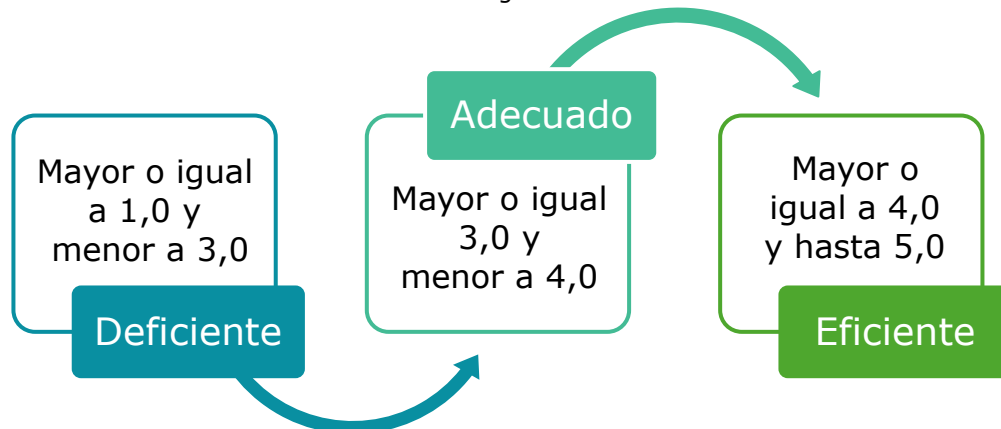 Mayor o igual
a 1,0 y
menor a 3,0
Deficiente
Adecuado
Mayor o igual
3,0 y
menor a 4,0
Mayor o
igual a 4,0
y hasta 5,0
Eficiente